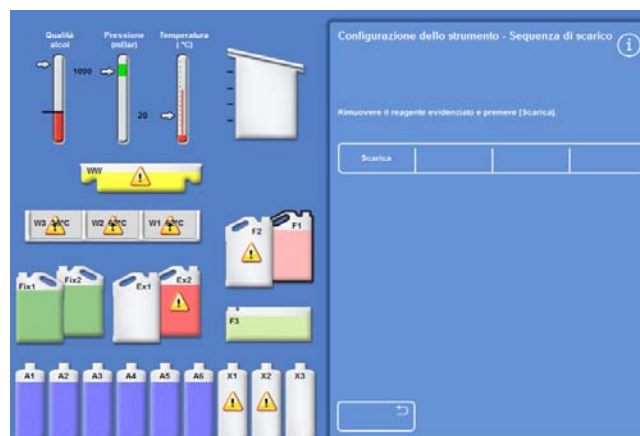 Qualità
alcol
Pressione
(mBar)
Temperatura
(°C)
1000
20
Configurazione dello strumento - Sequenza di scarico
i
Rimuovere il reagente evidenziato e premere [Scarica].
Scarica
WW
W3
W2
W1
F2
F1
Fix1
Fix2
Ex1
Ex2
F3
A1 A2 A3 A4 A5 A6 X1 X2 X3